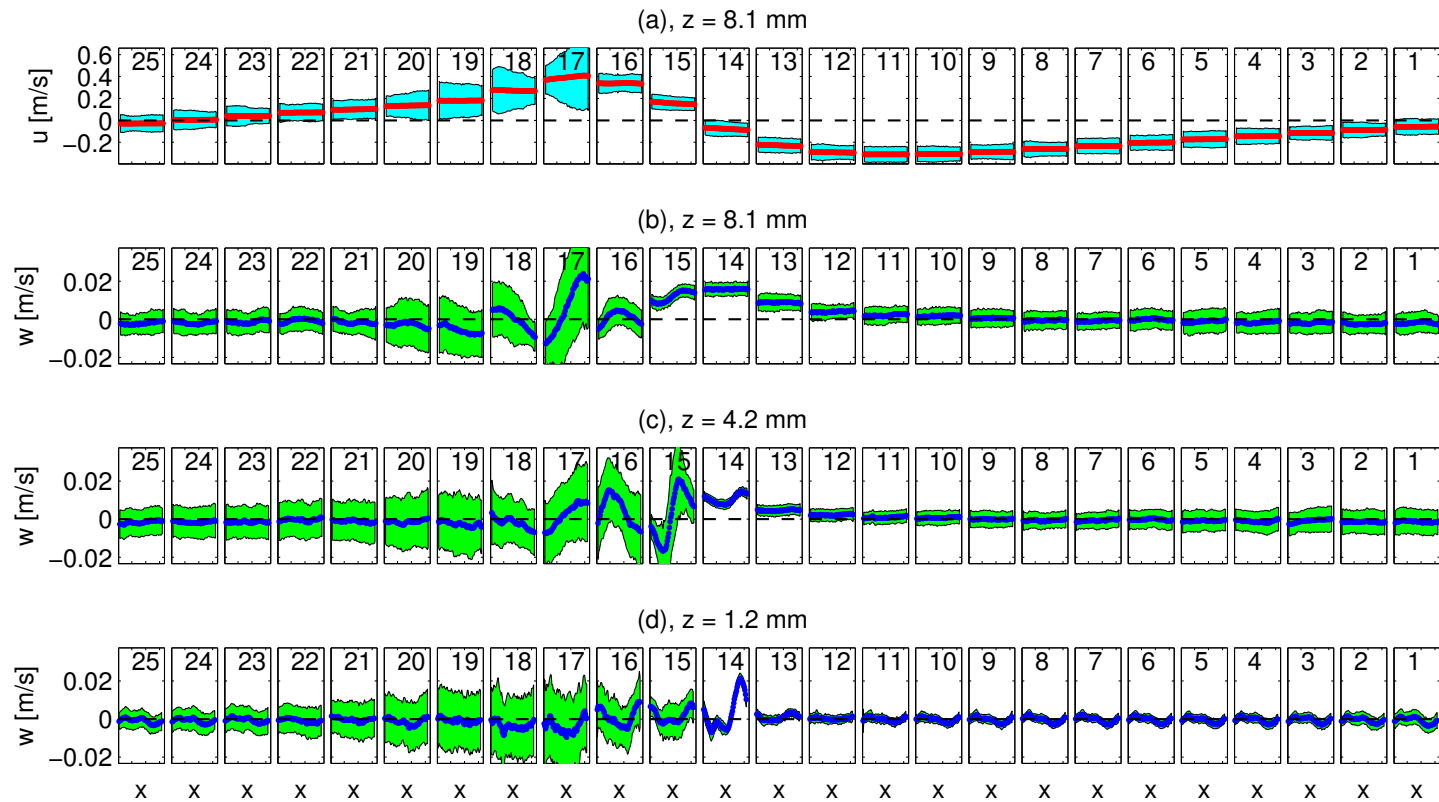 (a), z = 8.1 mm
u [m/s]
0.6
0.4
0.2
0
−0.2
25 24 23 22 21 20 19 18 17 16 15 14 13 12 11 10 9 8 7 6 5 4 3 2 1
(b), z = 8.1 mm
w [m/s]
0.02
0
−0.02
25 24 23 22 21 20 19 18 17 16 15 14 13 12 11 10 9 8 7 6 5 4 3 2 1
(c), z = 4.2 mm
w [m/s]
0.02
0
−0.02
25 24 23 22 21 20 19 18 17 16 15 14 13 12 11 10 9 8 7 6 5 4 3 2 1
(d), z = 1.2 mm
w [m/s]
0.02
0
−0.02
25 24 23 22 21 20 19 18 17 16 15 14 13 12 11 10 9 8 7 6 5 4 3 2 1
x x x x x x x x x x x x x x x x x x x x x x x x x